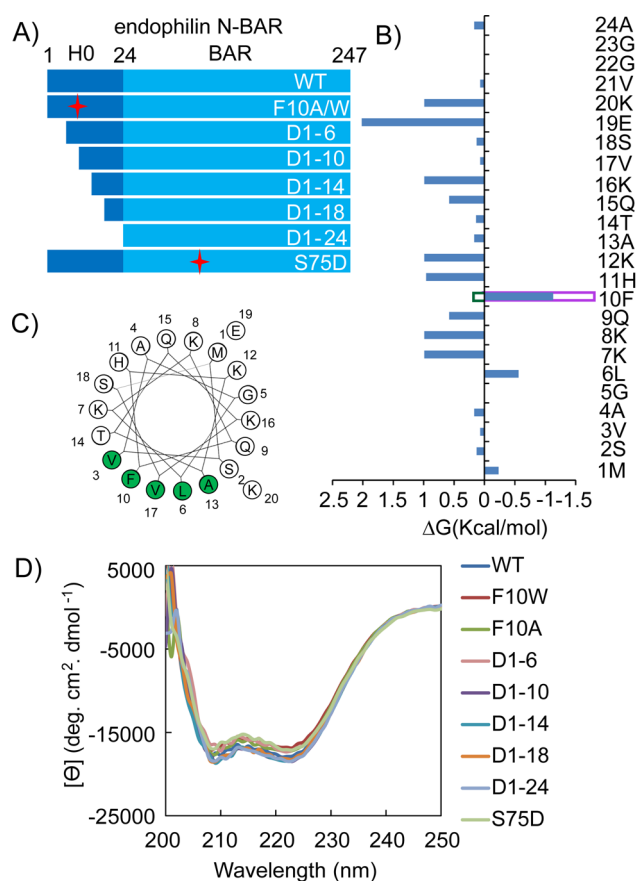 A)
endophilin N-BAR
1 H0 24 BAR 247
WT
F10A/W
D1-6
D1-10
D1-14
D1-18
D1-24
S75D
B)
24A
23G
22G
21V
20K
19E
18S
17V
16K
15Q
14T
13A
12K
11H
10F
9Q
8K
7K
6L
5G
4A
3V
2S
1M
2.5 2 1.5 1 0.5 0 -0.5 -1 -1.5
ΔG(Kcal/mol)
C)
19
15 8 E
4 Q K 1
11 A M 12
H K
18 S G 5
7 K K 16
14 T Q 9
V S
3 F A 2 K
10 V L 13 20
17 6
D)
5000
-5000
-15000
-25000
[Θ] (deg. cm². dmol⁻¹)
200 210 220 230 240 250
Wavelength (nm)
WT
F10W
F10A
D1-6
D1-10
D1-14
D1-18
D1-24
S75D